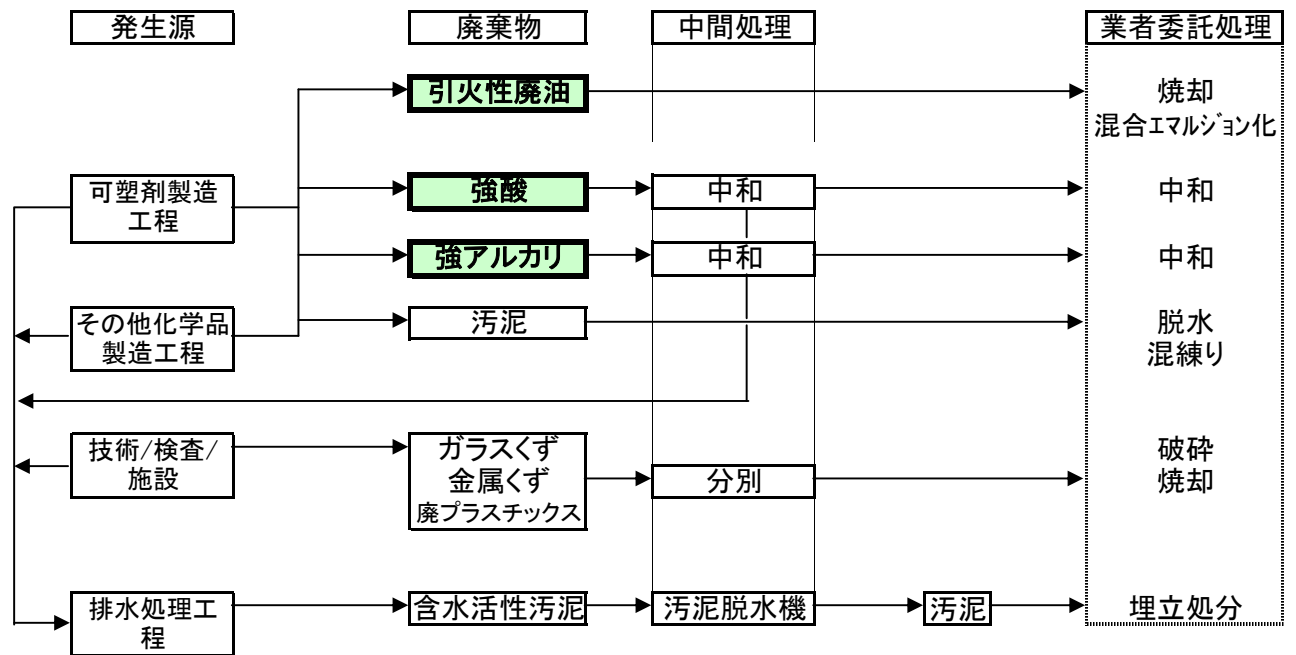 発生源
廃棄物
中間処理
業者委託処理
引火性廃油
焼却
混合ｴﾏﾙｼﾞｮﾝ化
可塑剤製造
工程
強酸
中和
中和
強アルカリ
中和
中和
その他化学品
製造工程
汚泥
脱水
混練り
技術/検査/
施設
ガラスくず
金属くず
廃プラスチックス
分別
破砕
焼却
排水処理工
程
含水活性汚泥
汚泥脱水機
汚泥
埋立処分